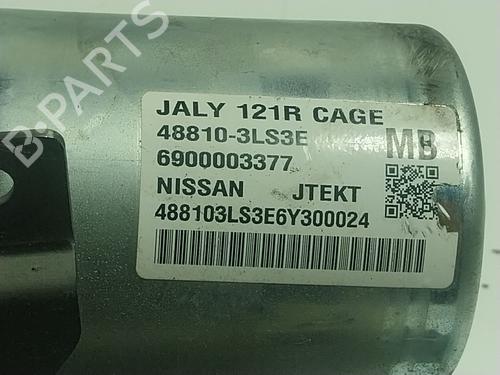 B-PARTS
JALY 121R CAGE
48810-3LS3E
MB
6900003377
NISSAN JTEKT
488103LS3E6Y300024